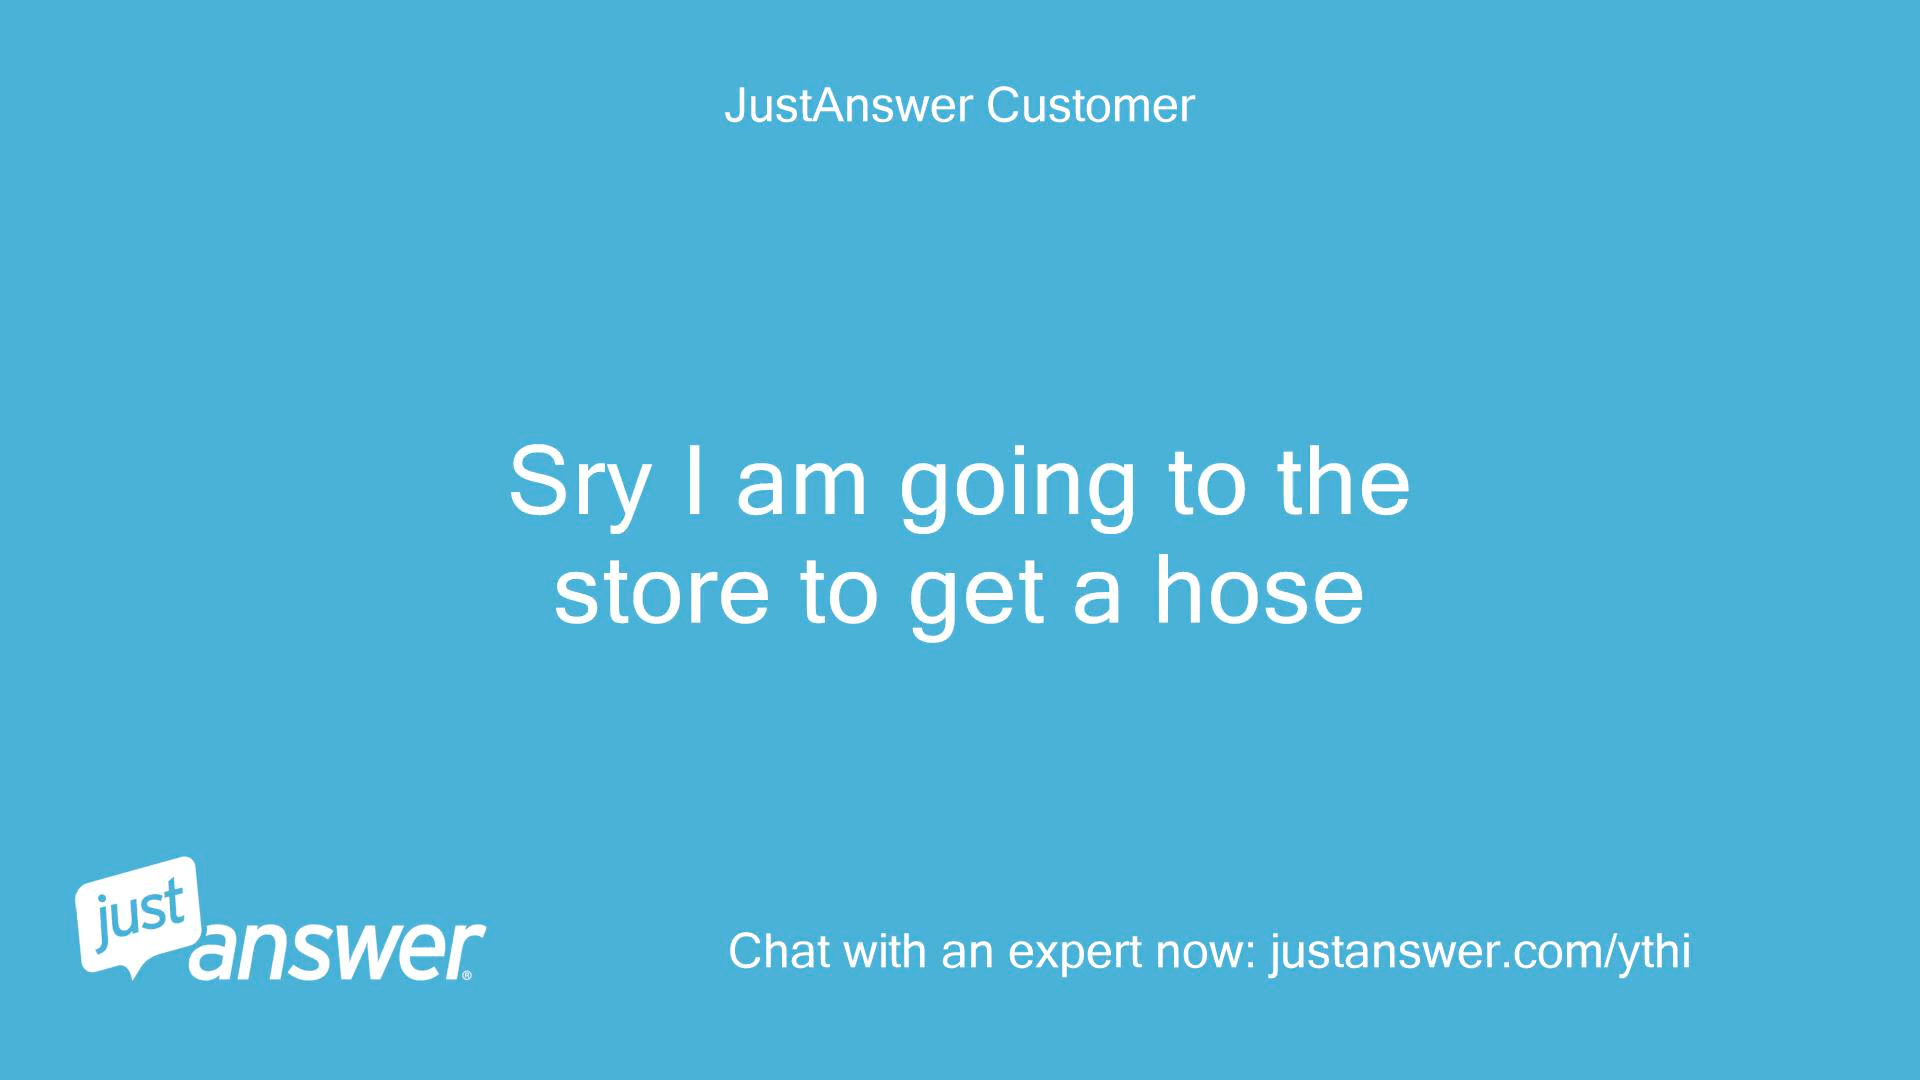 JustAnswer Customer
Sry I am going to the
store to get a hose
just
answer®
Chat with an expert now: justanswer.com/ythi